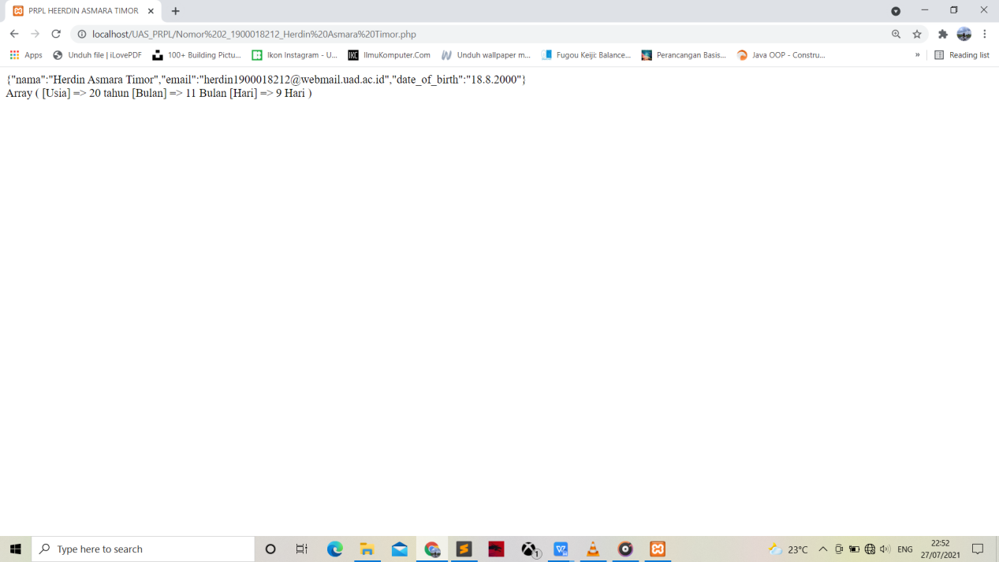 PRPL HEERDIN ASMARA TIMOR
localhost/UAS_PRPL/Nomor%202_1900018212_Herdin%20Asmara%20Timor.php
Apps Unduh file | iLovePDF 100+ Building Pictu... Ikon Instagram - U... IKC IlmuKomputer.Com Unduh wallpaper m... Fugou Keiji: Balance... Perancangan Basis... Java OOP - Constru... » Reading list
{"nama":"Herdin Asmara Timor","email":"herdin1900018212@webmail.uad.ac.id","date_of_birth":"18.8.2000"}
Array ( [Usia] => 20 tahun [Bulan] => 11 Bulan [Hari] => 9 Hari )
Type here to search 1 23°C ENG 22:52
27/07/2021